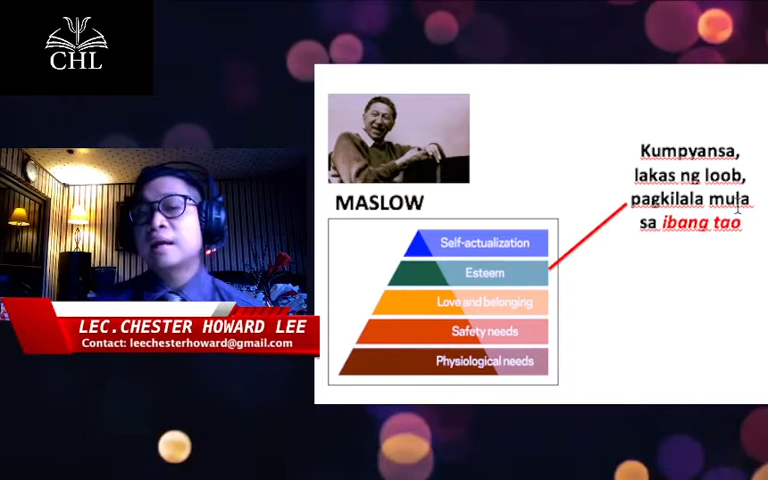 CHL
Kumpyansa,
lakas ng loob,
pagkilala mula
sa ibang tao
MASLOW
Self-actualization
Esteem
Love and belonging
Safety needs
Physiological needs
LEC.CHESTER HOWARD LEE
Contact: leechesterhoward@gmail.com